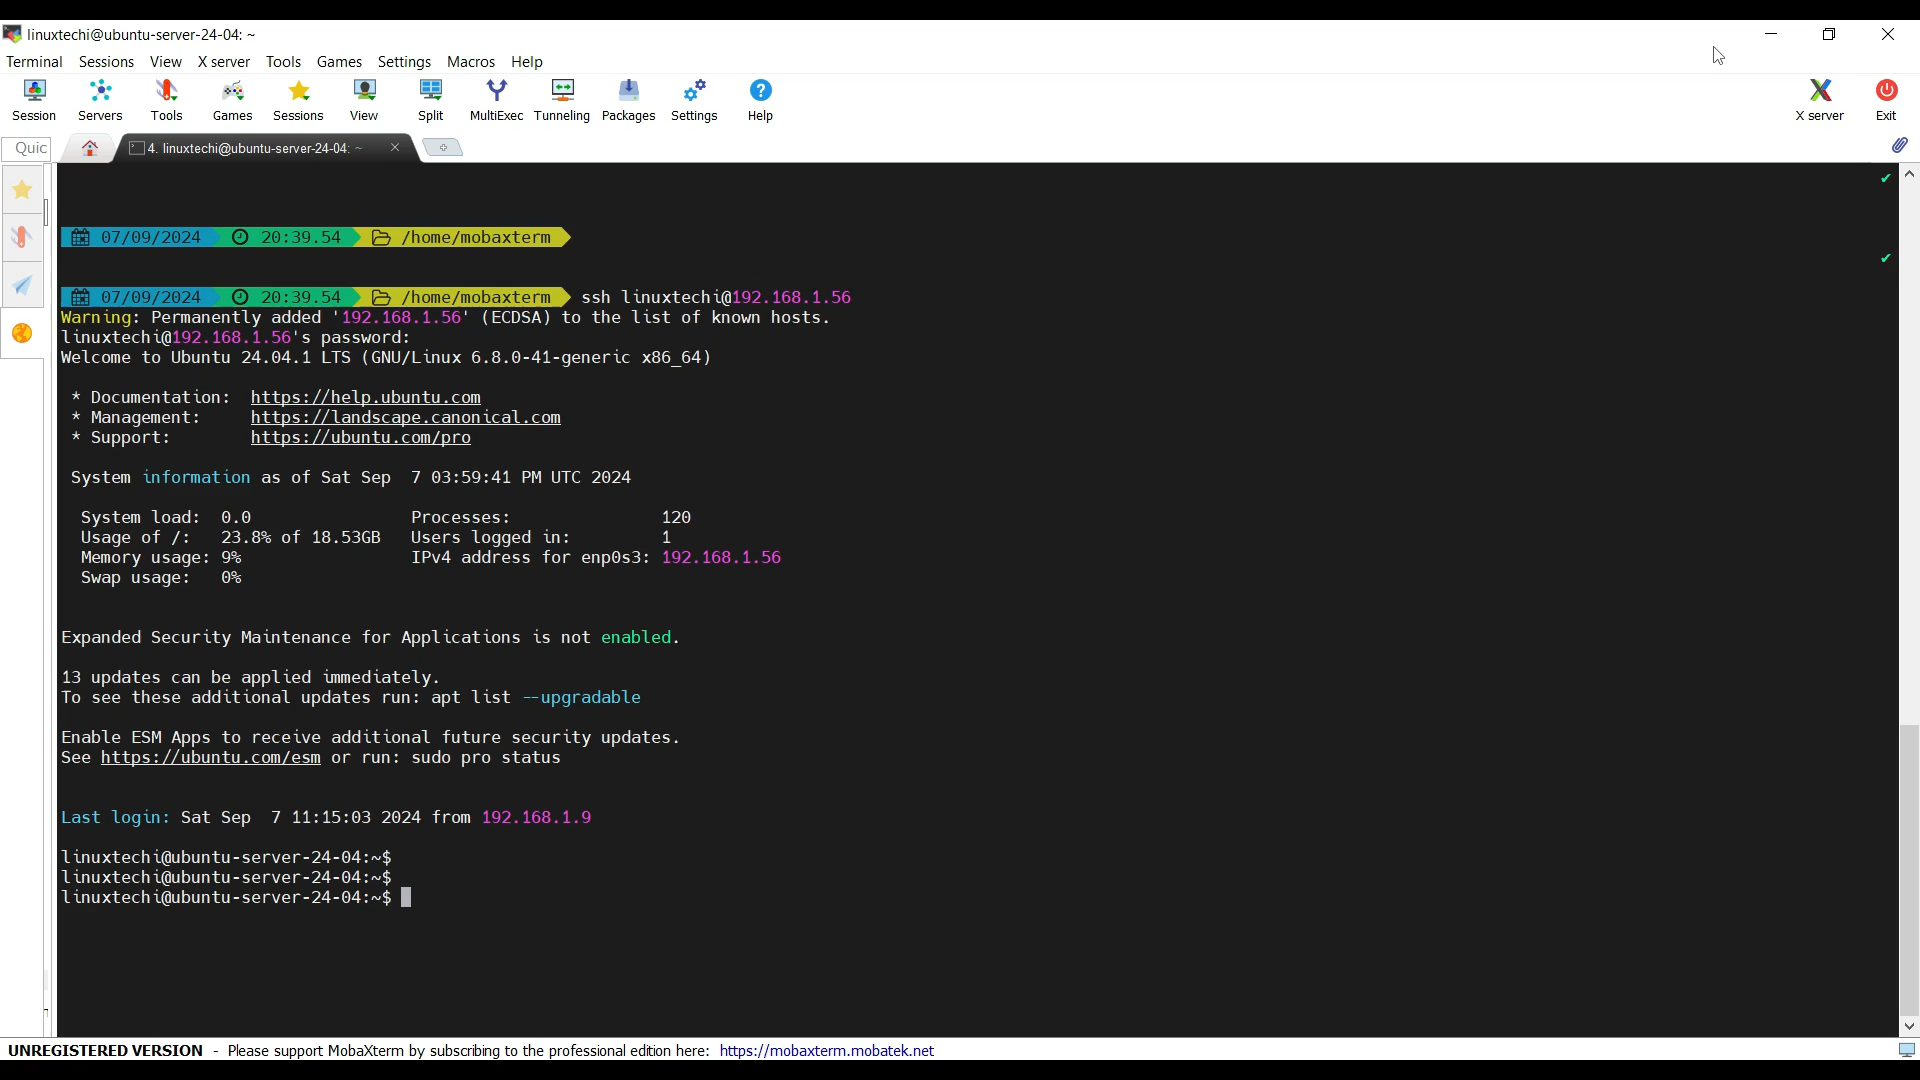 linuxtechi@ubuntu-server-24-04: ~
Terminal Sessions View X server Tools Games Settings Macros Help
Session Servers Tools Games Sessions View Split MultiExec Tunneling Packages Settings Help X server Exit
Quic 4. linuxtechi@ubuntu-server-24-04: ~
07/09/2024 20:39.54 /home/mobaxterm
07/09/2024 20:39.54 /home/mobaxterm ssh linuxtechi@192.168.1.56
Warning: Permanently added '192.168.1.56' (ECDSA) to the list of known hosts.
linuxtechi@192.168.1.56's password:
Welcome to Ubuntu 24.04.1 LTS (GNU/Linux 6.8.0-41-generic x86_64)
* Documentation: https://help.ubuntu.com
* Management: https://landscape.canonical.com
* Support: https://ubuntu.com/pro
System information as of Sat Sep 7 03:59:41 PM UTC 2024
System load: 0.0 Processes: 120
Usage of /: 23.8% of 18.53GB Users logged in: 1
Memory usage: 9% IPv4 address for enp0s3: 192.168.1.56
Swap usage: 0%
Expanded Security Maintenance for Applications is not enabled.
13 updates can be applied immediately.
To see these additional updates run: apt list --upgradable
Enable ESM Apps to receive additional future security updates.
See https://ubuntu.com/esm or run: sudo pro status
Last login: Sat Sep 7 11:15:03 2024 from 192.168.1.9
linuxtechi@ubuntu-server-24-04:~$
linuxtechi@ubuntu-server-24-04:~$
linuxtechi@ubuntu-server-24-04:~$
UNREGISTERED VERSION - Please support MobaXterm by subscribing to the professional edition here: https://mobaxterm.mobatek.net